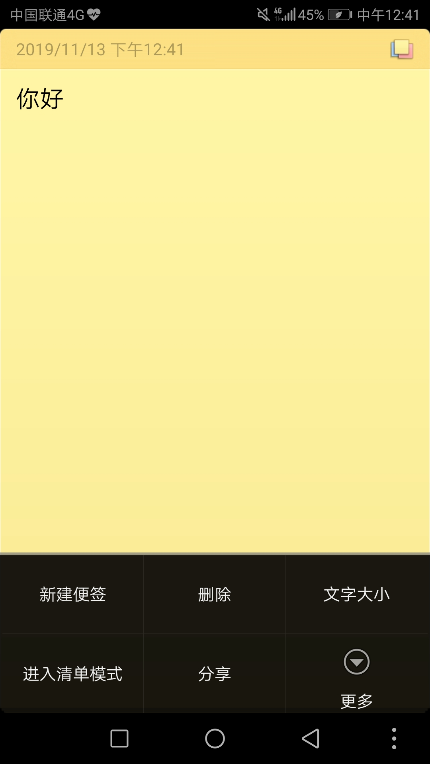 中国联通4G 4G 45% 中午12:41
2019/11/13 下午12:41
你好
新建便签 删除 文字大小
进入清单模式 分享 更多